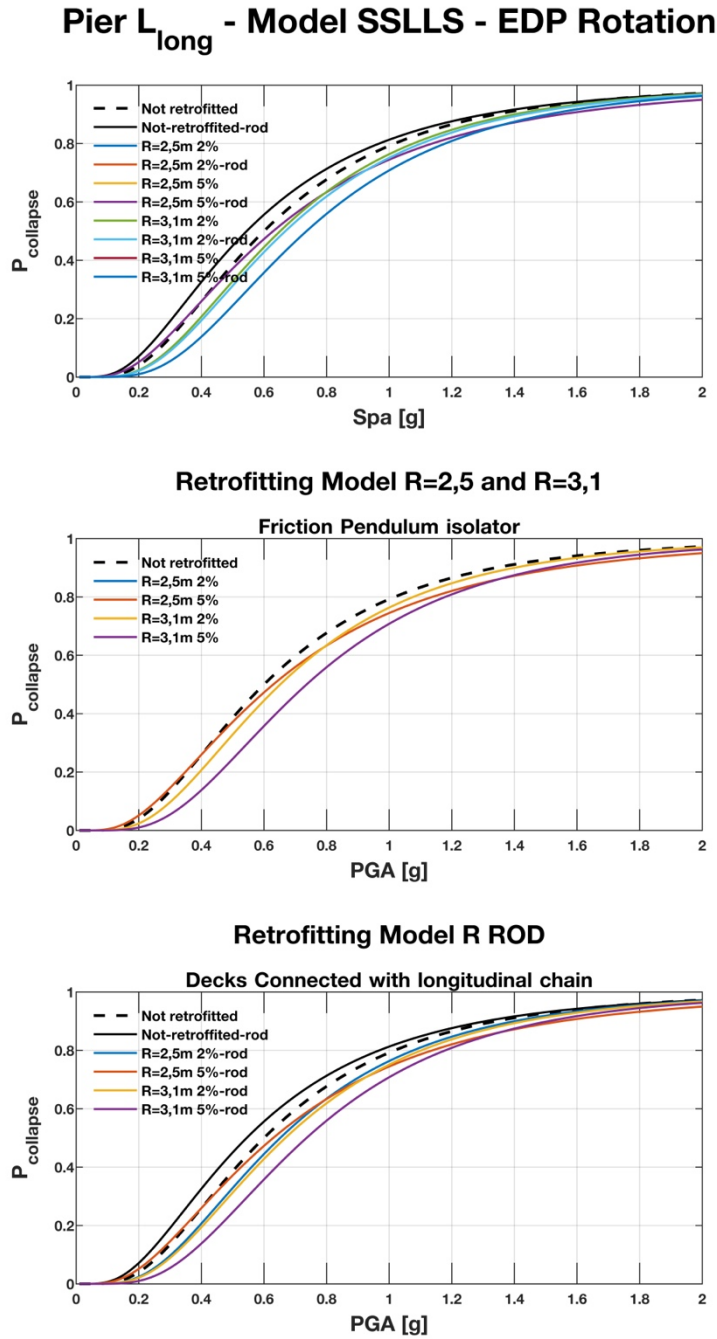 Pier L_long - Model SSLLS - EDP Rotation
1
0.8
0.6
0.4
0.2
0
P_collapse
Not retrofitted
Not-retroffited-rod
R=2,5m 2%
R=2,5m 2%-rod
R=2,5m 5%
R=2,5m 5%-rod
R=3,1m 2%
R=3,1m 2%-rod
R=3,1m 5%
R=3,1m 5%-rod
0 0.2 0.4 0.6 0.8 1 1.2 1.4 1.6 1.8 2
Spa [g]
Retrofitting Model R=2,5 and R=3,1
Friction Pendulum isolator
1
0.8
0.6
0.4
0.2
0
P_collapse
Not retrofitted
R=2,5m 2%
R=2,5m 5%
R=3,1m 2%
R=3,1m 5%
0 0.2 0.4 0.6 0.8 1 1.2 1.4 1.6 1.8 2
PGA [g]
Retrofitting Model R ROD
Decks Connected with longitudinal chain
1
0.8
0.6
0.4
0.2
0
P_collapse
Not retrofitted
Not-retroffited-rod
R=2,5m 2%-rod
R=2,5m 5%-rod
R=3,1m 2%-rod
R=3,1m 5%-rod
0 0.2 0.4 0.6 0.8 1 1.2 1.4 1.6 1.8 2
PGA [g]